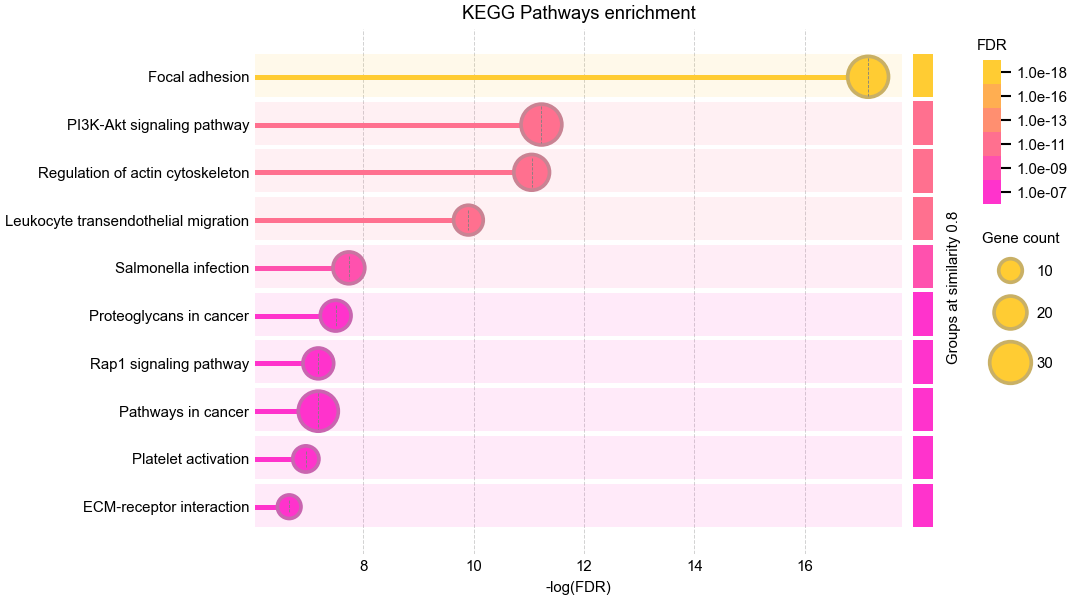 KEGG Pathways enrichment
Focal adhesion
PI3K-Akt signaling pathway
Regulation of actin cytoskeleton
Leukocyte transendothelial migration
Salmonella infection
Proteoglycans in cancer
Rap1 signaling pathway
Pathways in cancer
Platelet activation
ECM-receptor interaction
8 10 12 14 16
-log(FDR)
Groups at similarity 0.8
FDR
1.0e-18
1.0e-16
1.0e-13
1.0e-11
1.0e-09
1.0e-07
Gene count
10
20
30